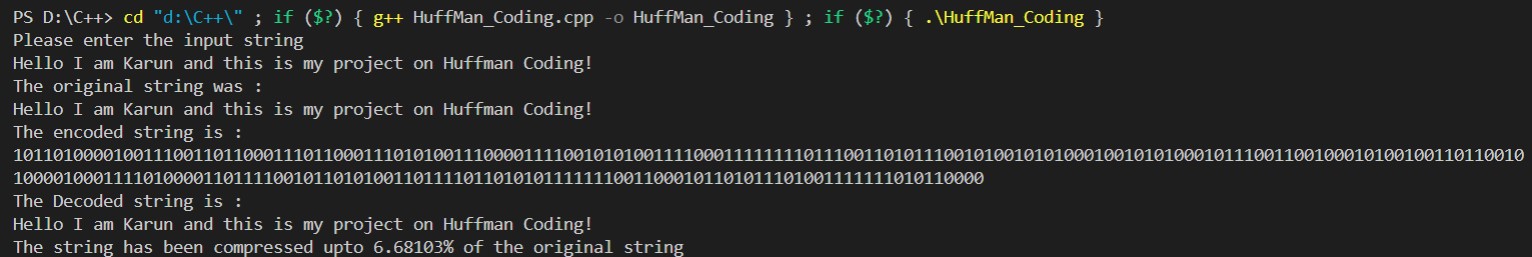 PS D:\C++> cd "d:\C++\" ; if ($?) { g++ HuffMan_Coding.cpp -o HuffMan_Coding } ; if ($?) { .\HuffMan_Coding }
Please enter the input string
Hello I am Karun and this is my project on Huffman Coding!
The original string was :
Hello I am Karun and this is my project on Huffman Coding!
The encoded string is :
101101000010011100110110001110110001110101001110000111110010101001111000111111111011100110101110010100101010001001010100010111001100100010100100110110010
1000010001111010000110111100101101010011011110110101011111110011000101101011101001111111010110000
The Decoded string is :
Hello I am Karun and this is my project on Huffman Coding!
The string has been compressed upto 6.68103% of the original string